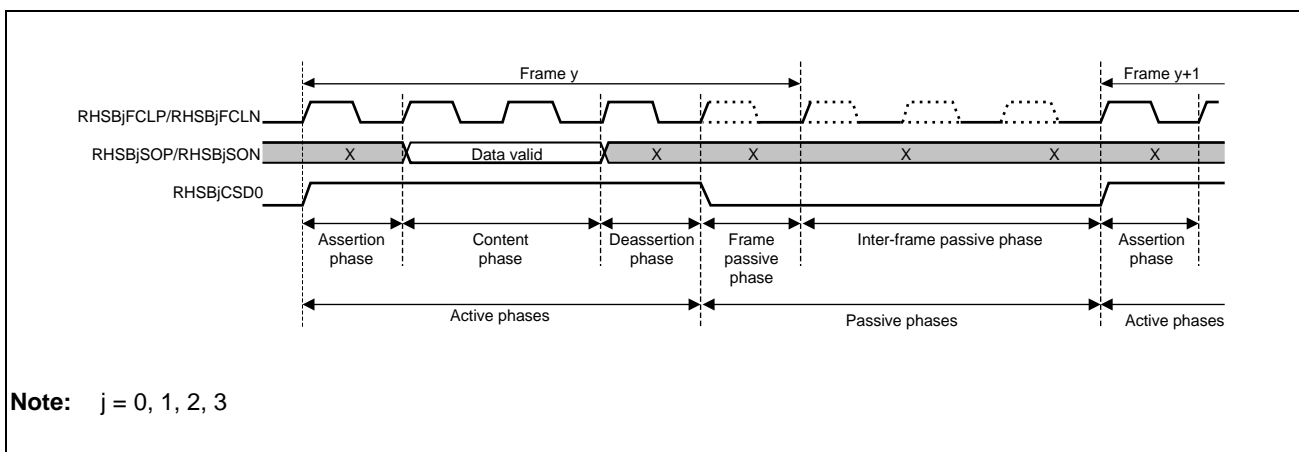 Frame y
Frame y+1
RHSBjFCLP/RHSBjFCLN
RHSBjSOP/RHSBjSON
X
Data valid
X
X
X
X
X
RHSBjCSD0
Assertion
phase
Content
phase
Deassertion
phase
Frame
passive
phase
Inter-frame passive phase
Assertion
phase
Active phases
Passive phases
Active phases
Note: j = 0, 1, 2, 3